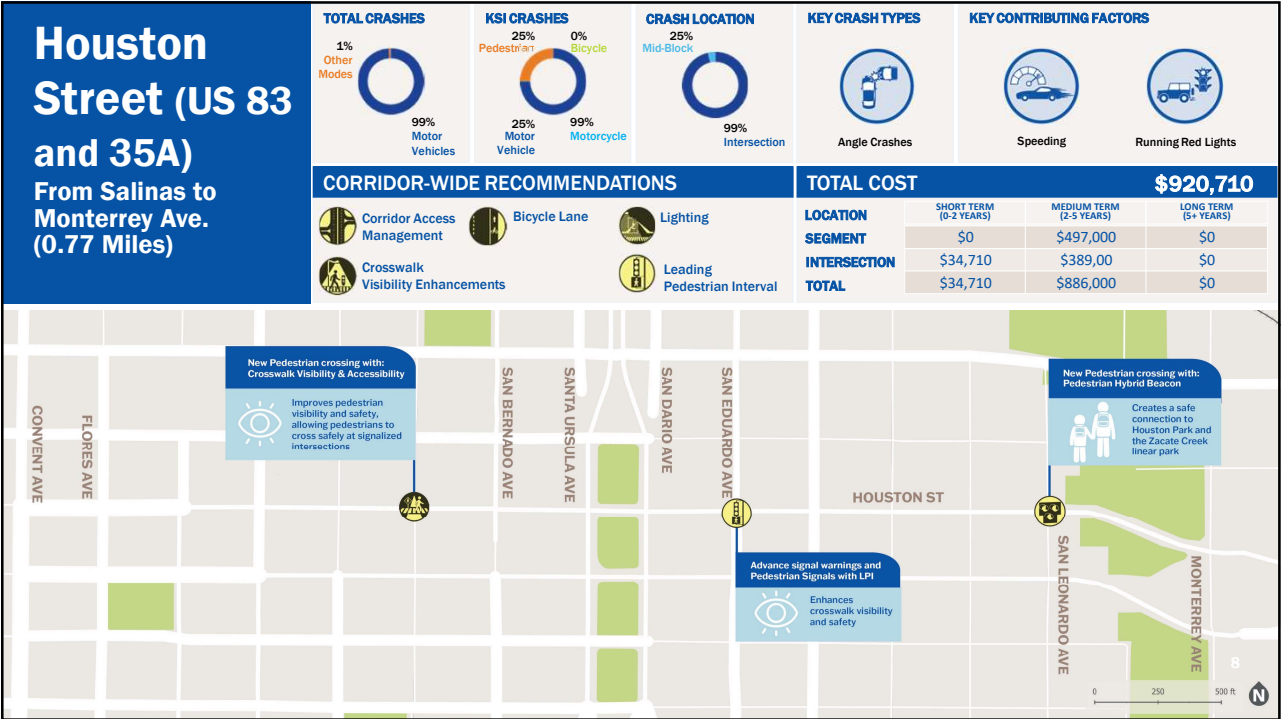 Houston
Street (US 83
and 35A)
From Salinas to
Monterrey Ave.
(0.77 Miles)
TOTAL CRASHES
1%
Other
Modes
99%
Motor
Vehicles
KSI CRASHES
25%
Pedestrian
0%
Bicycle
25%
Motor
Vehicle
99%
Motorcycle
CRASH LOCATION
25%
Mid-Block
99%
Intersection
KEY CRASH TYPES
Angle Crashes
KEY CONTRIBUTING FACTORS
Speeding
Running Red Lights
CORRIDOR-WIDE RECOMMENDATIONS
Corridor Access
Management
Bicycle Lane
Lighting
Crosswalk
Visibility Enhancements
Leading
Pedestrian Interval
TOTAL COST $920,710
LOCATION SHORT TERM (0-2 YEARS) MEDIUM TERM (2-5 YEARS) LONG TERM (5+ YEARS)
SEGMENT $0 $497,000 $0
INTERSECTION $34,710 $389,00 $0
TOTAL $34,710 $886,000 $0
New Pedestrian crossing with:
Crosswalk Visibility & Accessibility
Improves pedestrian
visibility and safety,
allowing pedestrians to
cross safely at signalized
intersections
New Pedestrian crossing with:
Pedestrian Hybrid Beacon
Creates a safe
connection to
Houston Park and
the Zacate Creek
linear park
CONVENT AVE
FLORES AVE
SAN BERNADO AVE
SANTA URSULA AVE
SAN DARIO AVE
SAN EDUARDO AVE
HOUSTON ST
Advance signal warnings and
Pedestrian Signals with LPI
Enhances
crosswalk visibility
and safety
SAN LEONARDO AVE
MONTERREY AVE
8
0 250 500 ft
N